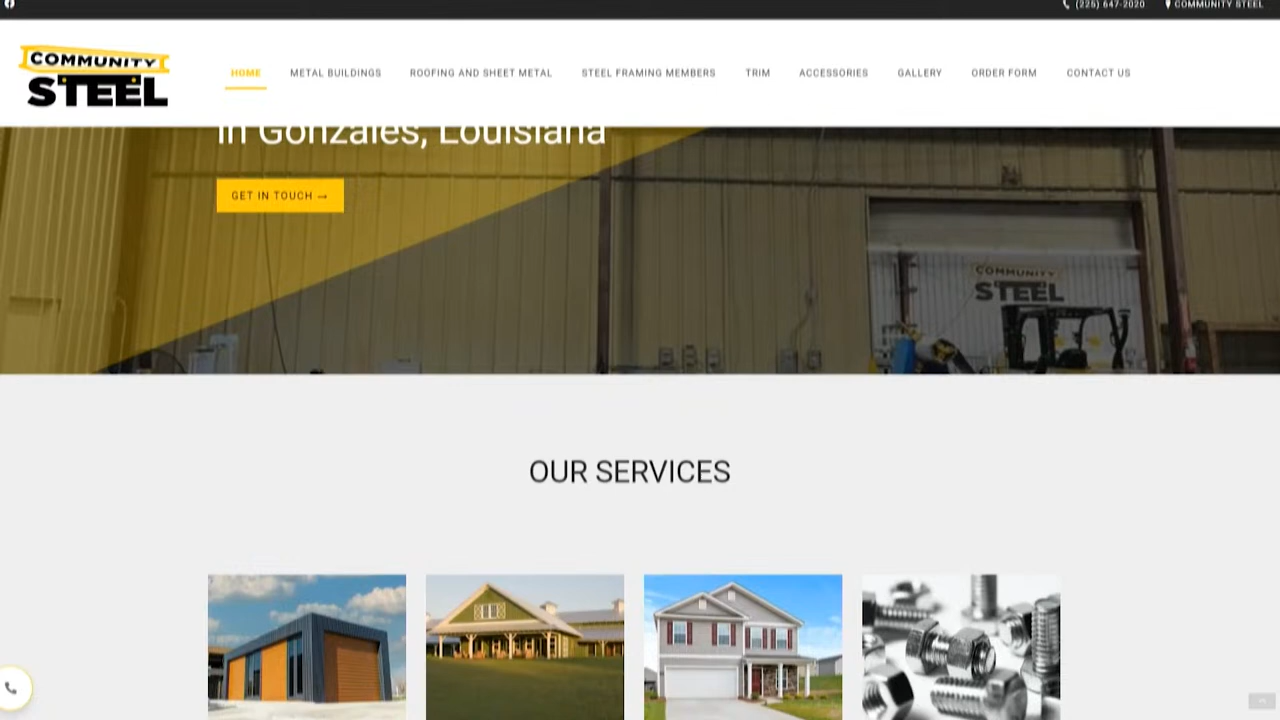 (225) 647-2020 COMMUNITY STEEL
COMMUNITY
STEEL
HOME METAL BUILDINGS ROOFING AND SHEET METAL STEEL FRAMING MEMBERS TRIM ACCESSORIES GALLERY ORDER FORM CONTACT US
in Gonzales, Louisiana
GET IN TOUCH →
COMMUNITY
STEEL
OUR SERVICES